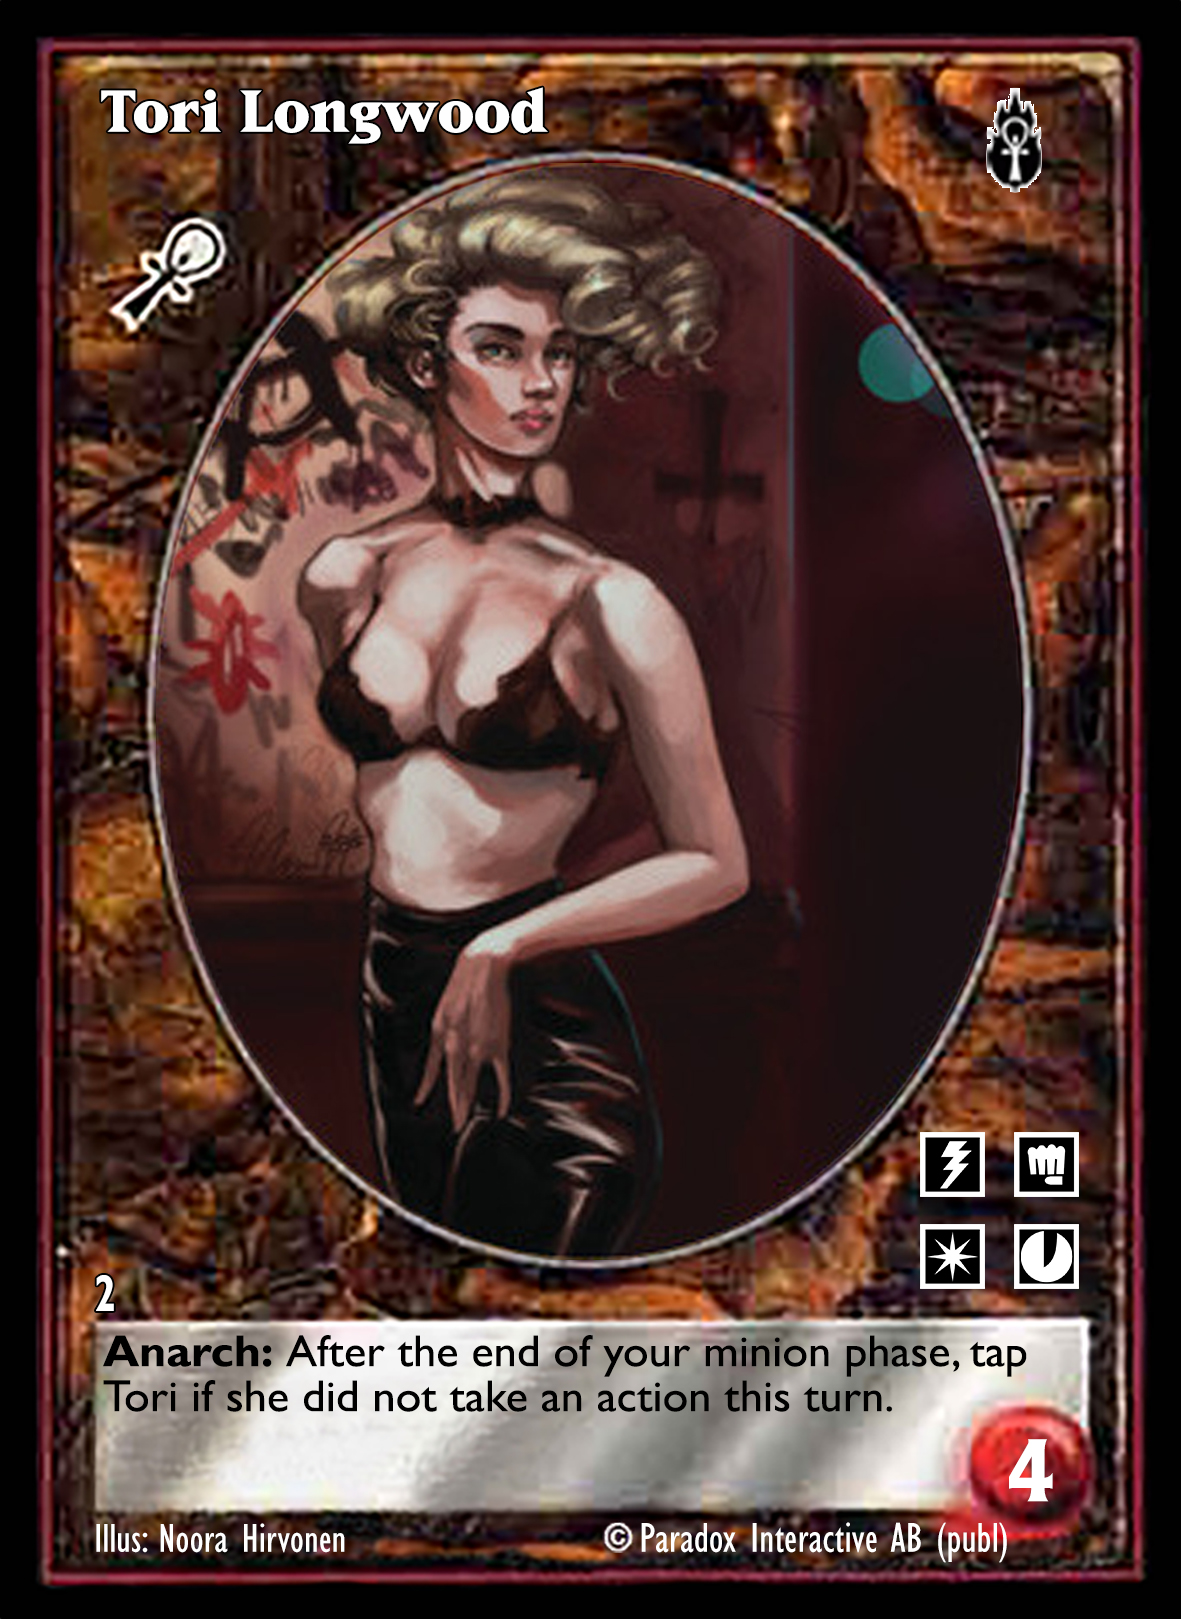 Tori Longwood
2
Anarch: After the end of your minion phase, tap
Tori if she did not take an action this turn.
4
Illus: Noora Hirvonen
© Paradox Interactive AB (publ)